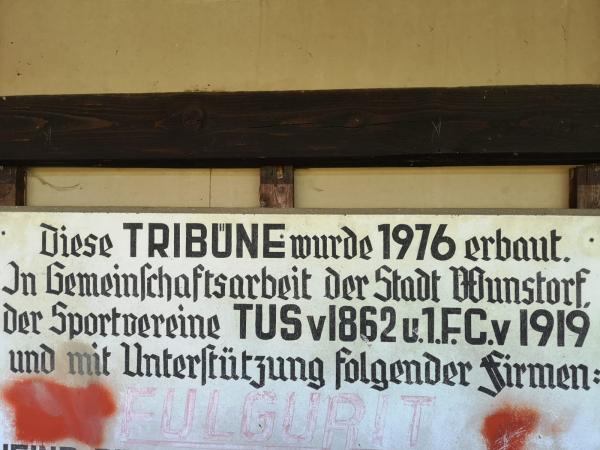 Diese TRIBÜNE wurde 1976 erbaut.
In Gemeinschaftsarbeit der Stadt Wunstorf,
der Sportvereine TUS v 1862 u. 1. F. C. v 1919
und mit Unterstützung folgender Firmen:
FULGURIT